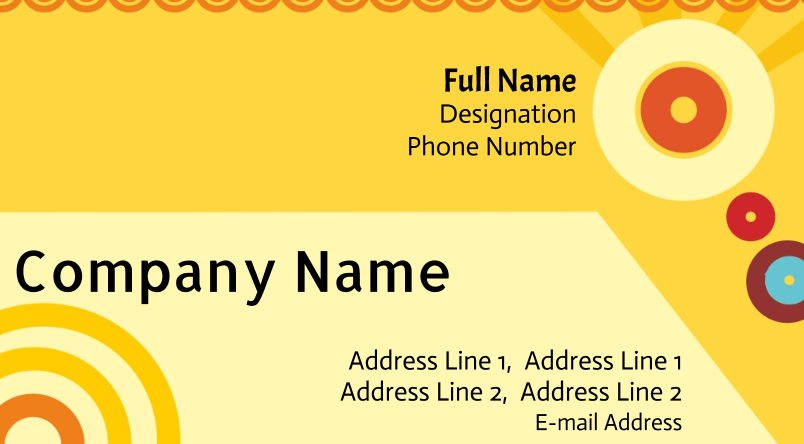 Full Name
Designation
Phone Number
Company Name
Address Line 1,  Address Line 1
Address Line 2,  Address Line 2
E-mail Address